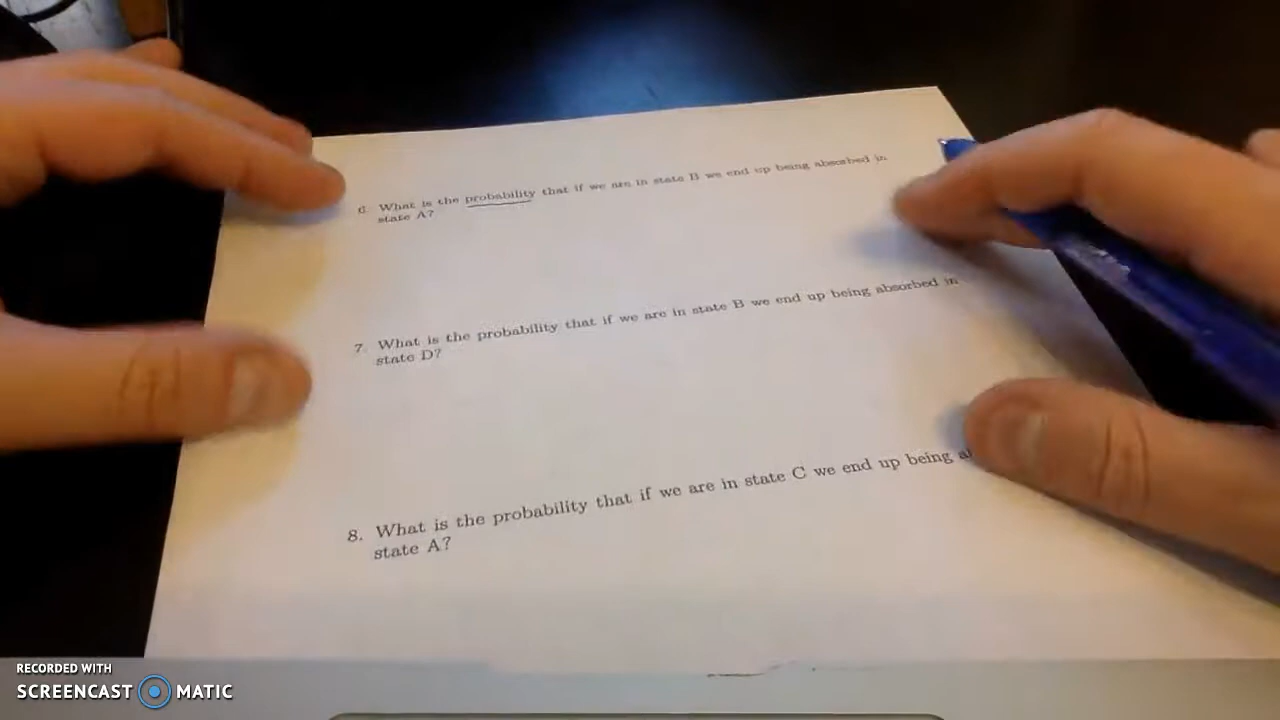 6. What is the probability that if we are in state B we end up being absorbed in
state A?
7. What is the probability that if we are in state B we end up being absorbed in
state D?
8. What is the probability that if we are in state C we end up being
state A?
RECORDED WITH
SCREENCAST MATIC